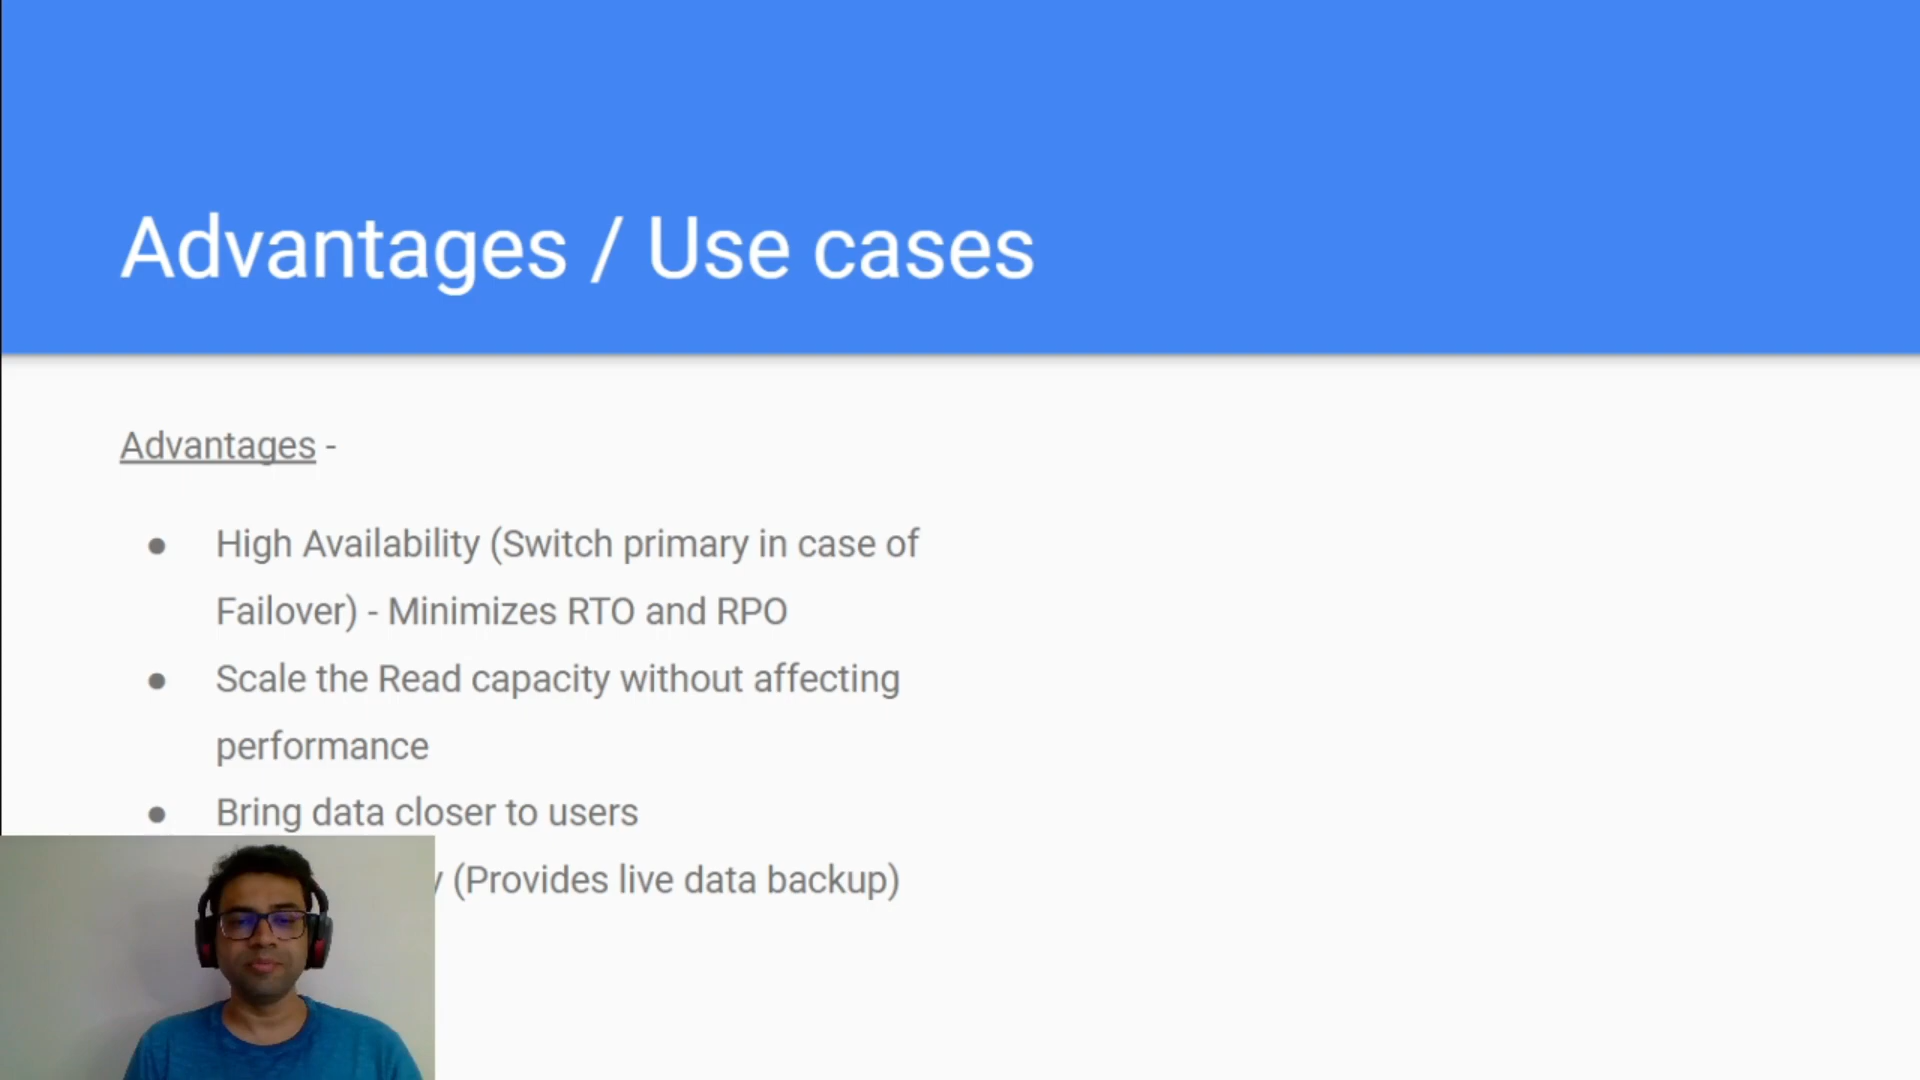 Advantages / Use cases
Advantages -
● High Availability (Switch primary in case of
Failover) - Minimizes RTO and RPO
● Scale the Read capacity without affecting
performance
● Bring data closer to users
(Provides live data backup)